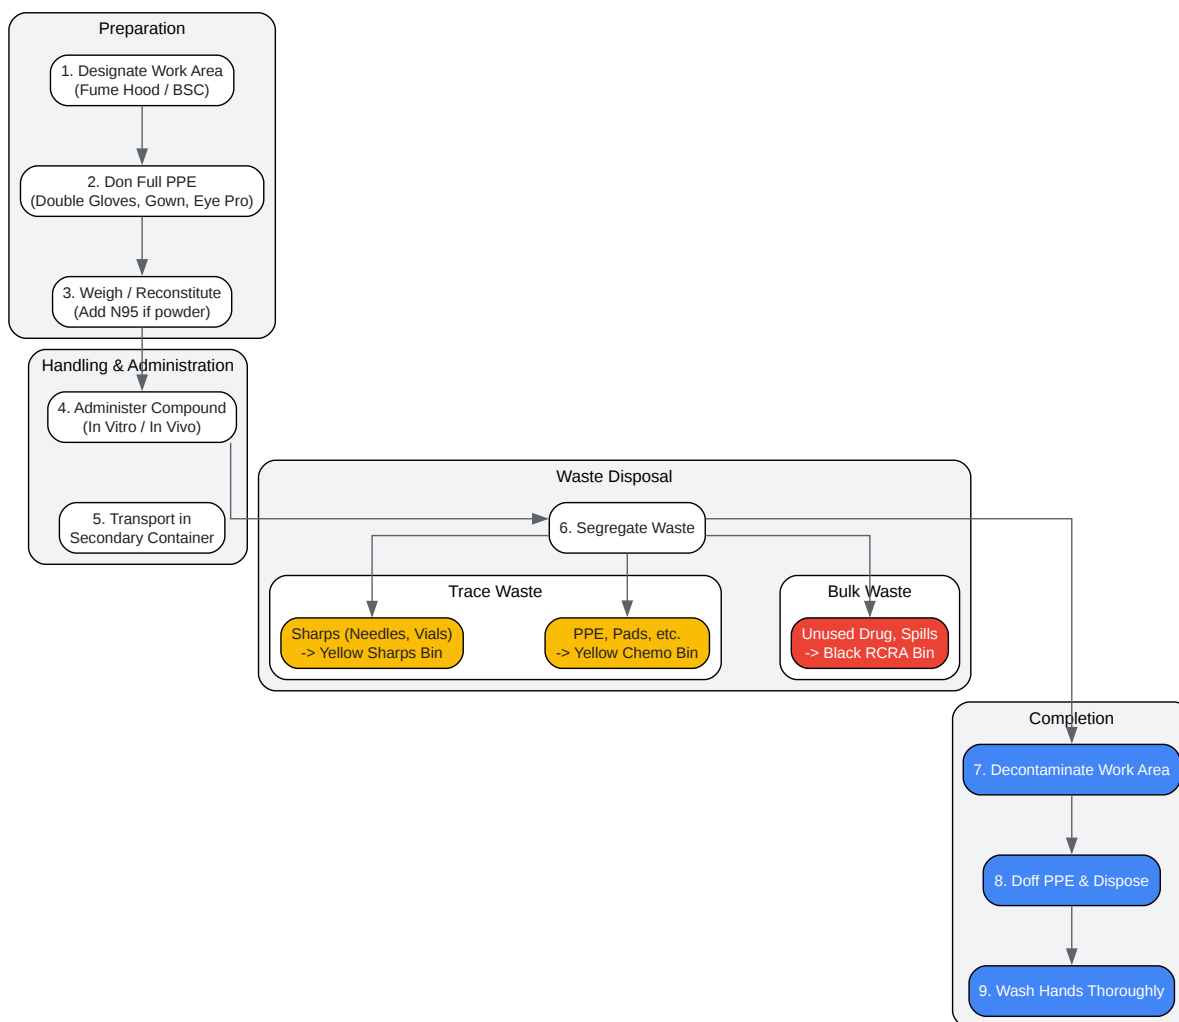 Preparation
1. Designate Work Area
(Fume Hood / BSC)
2. Don Full PPE
(Double Gloves, Gown, Eye Pro)
3. Weigh / Reconstitute
(Add N95 if powder)
Handling & Administration
4. Administer Compound
(In Vitro / In Vivo)
5. Transport in
Secondary Container
Waste Disposal
6. Segregate Waste
Trace Waste
Sharps (Needles, Vials)
-> Yellow Sharps Bin
PPE, Pads, etc.
-> Yellow Chemo Bin
Bulk Waste
Unused Drug, Spills
-> Black RCRA Bin
Completion
7. Decontaminate Work Area
8. Doff PPE & Dispose
9. Wash Hands Thoroughly